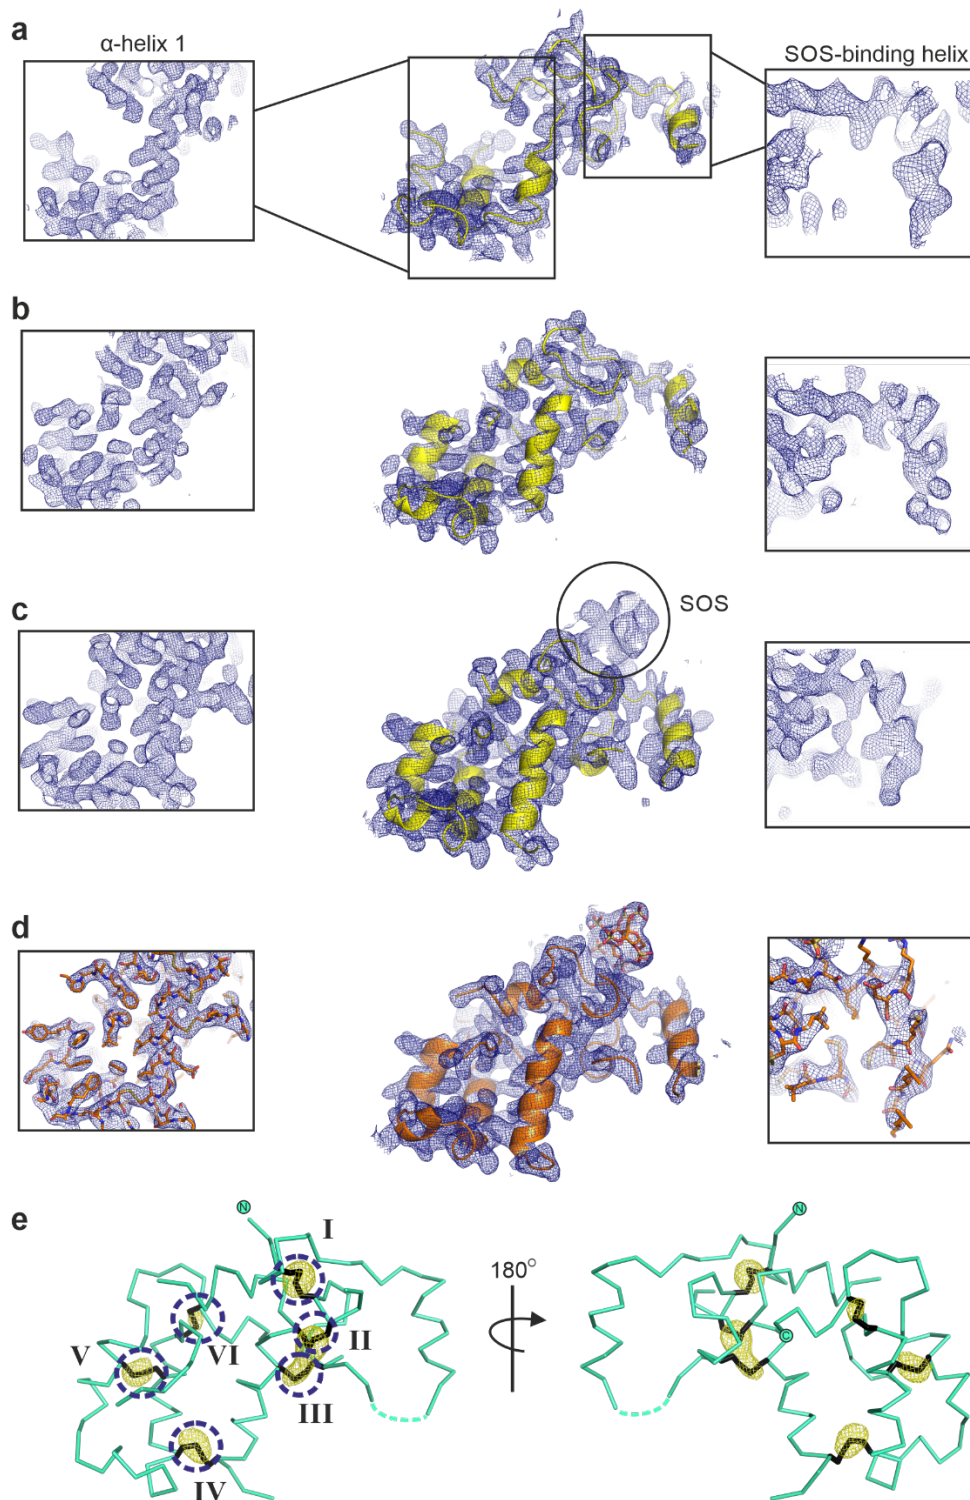 a
α-helix 1
SOS-binding helix
b
c
SOS
d
e
N
I
II
III
IV
V
VI
180°
N
C